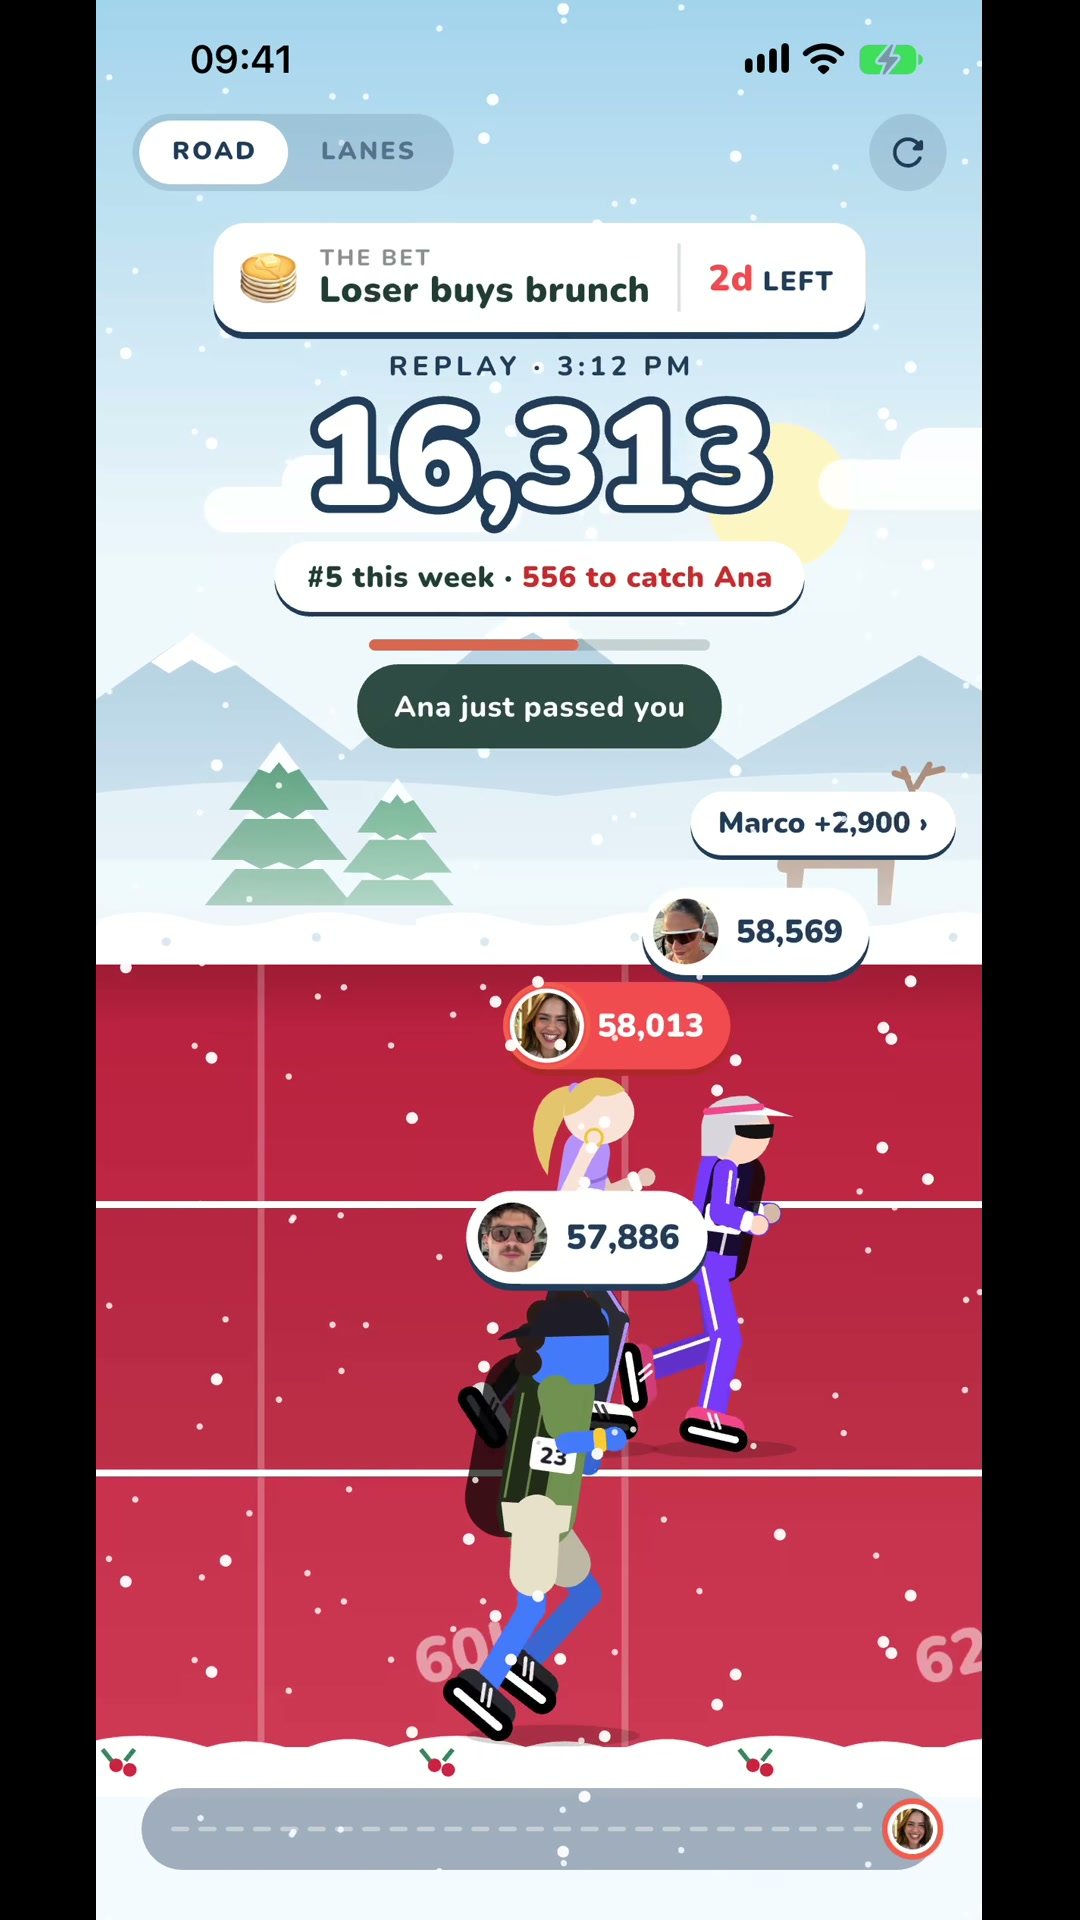 09:41
ROAD LANES
THE BET
Loser buys brunch
2d LEFT
REPLAY · 3:12 PM
16,313
#5 this week · 556 to catch Ana
Ana just passed you
Marco +2,900 ›
58,569
58,013
57,886
23
60
62